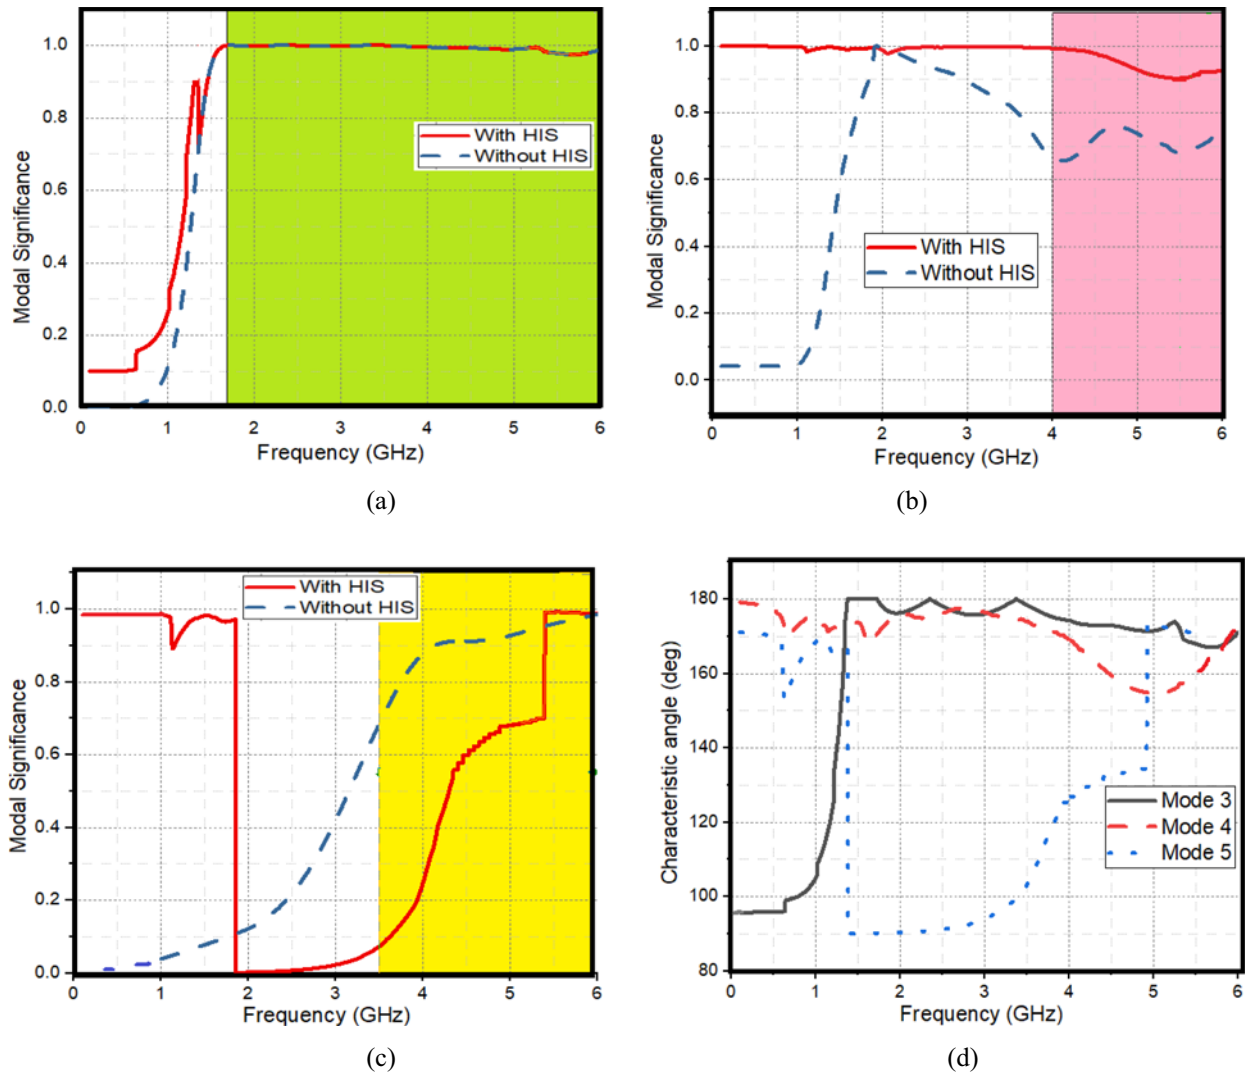 1.0
0.8
0.6
0.4
0.2
0.0
Modal Significance
With HIS
Without HIS
0 1 2 3 4 5 6
Frequency (GHz)
(a)
1.0
0.8
0.6
0.4
0.2
0.0
Modal Significance
With HIS
Without HIS
0 1 2 3 4 5 6
Frequency (GHz)
(b)
1.0
0.8
0.6
0.4
0.2
0.0
Modal Significance
With HIS
Without HIS
0 1 2 3 4 5 6
Frequency (GHz)
(c)
180
160
140
120
100
80
Characteristic angle (deg)
Mode 3
Mode 4
Mode 5
0 1 2 3 4 5 6
Frequency (GHz)
(d)